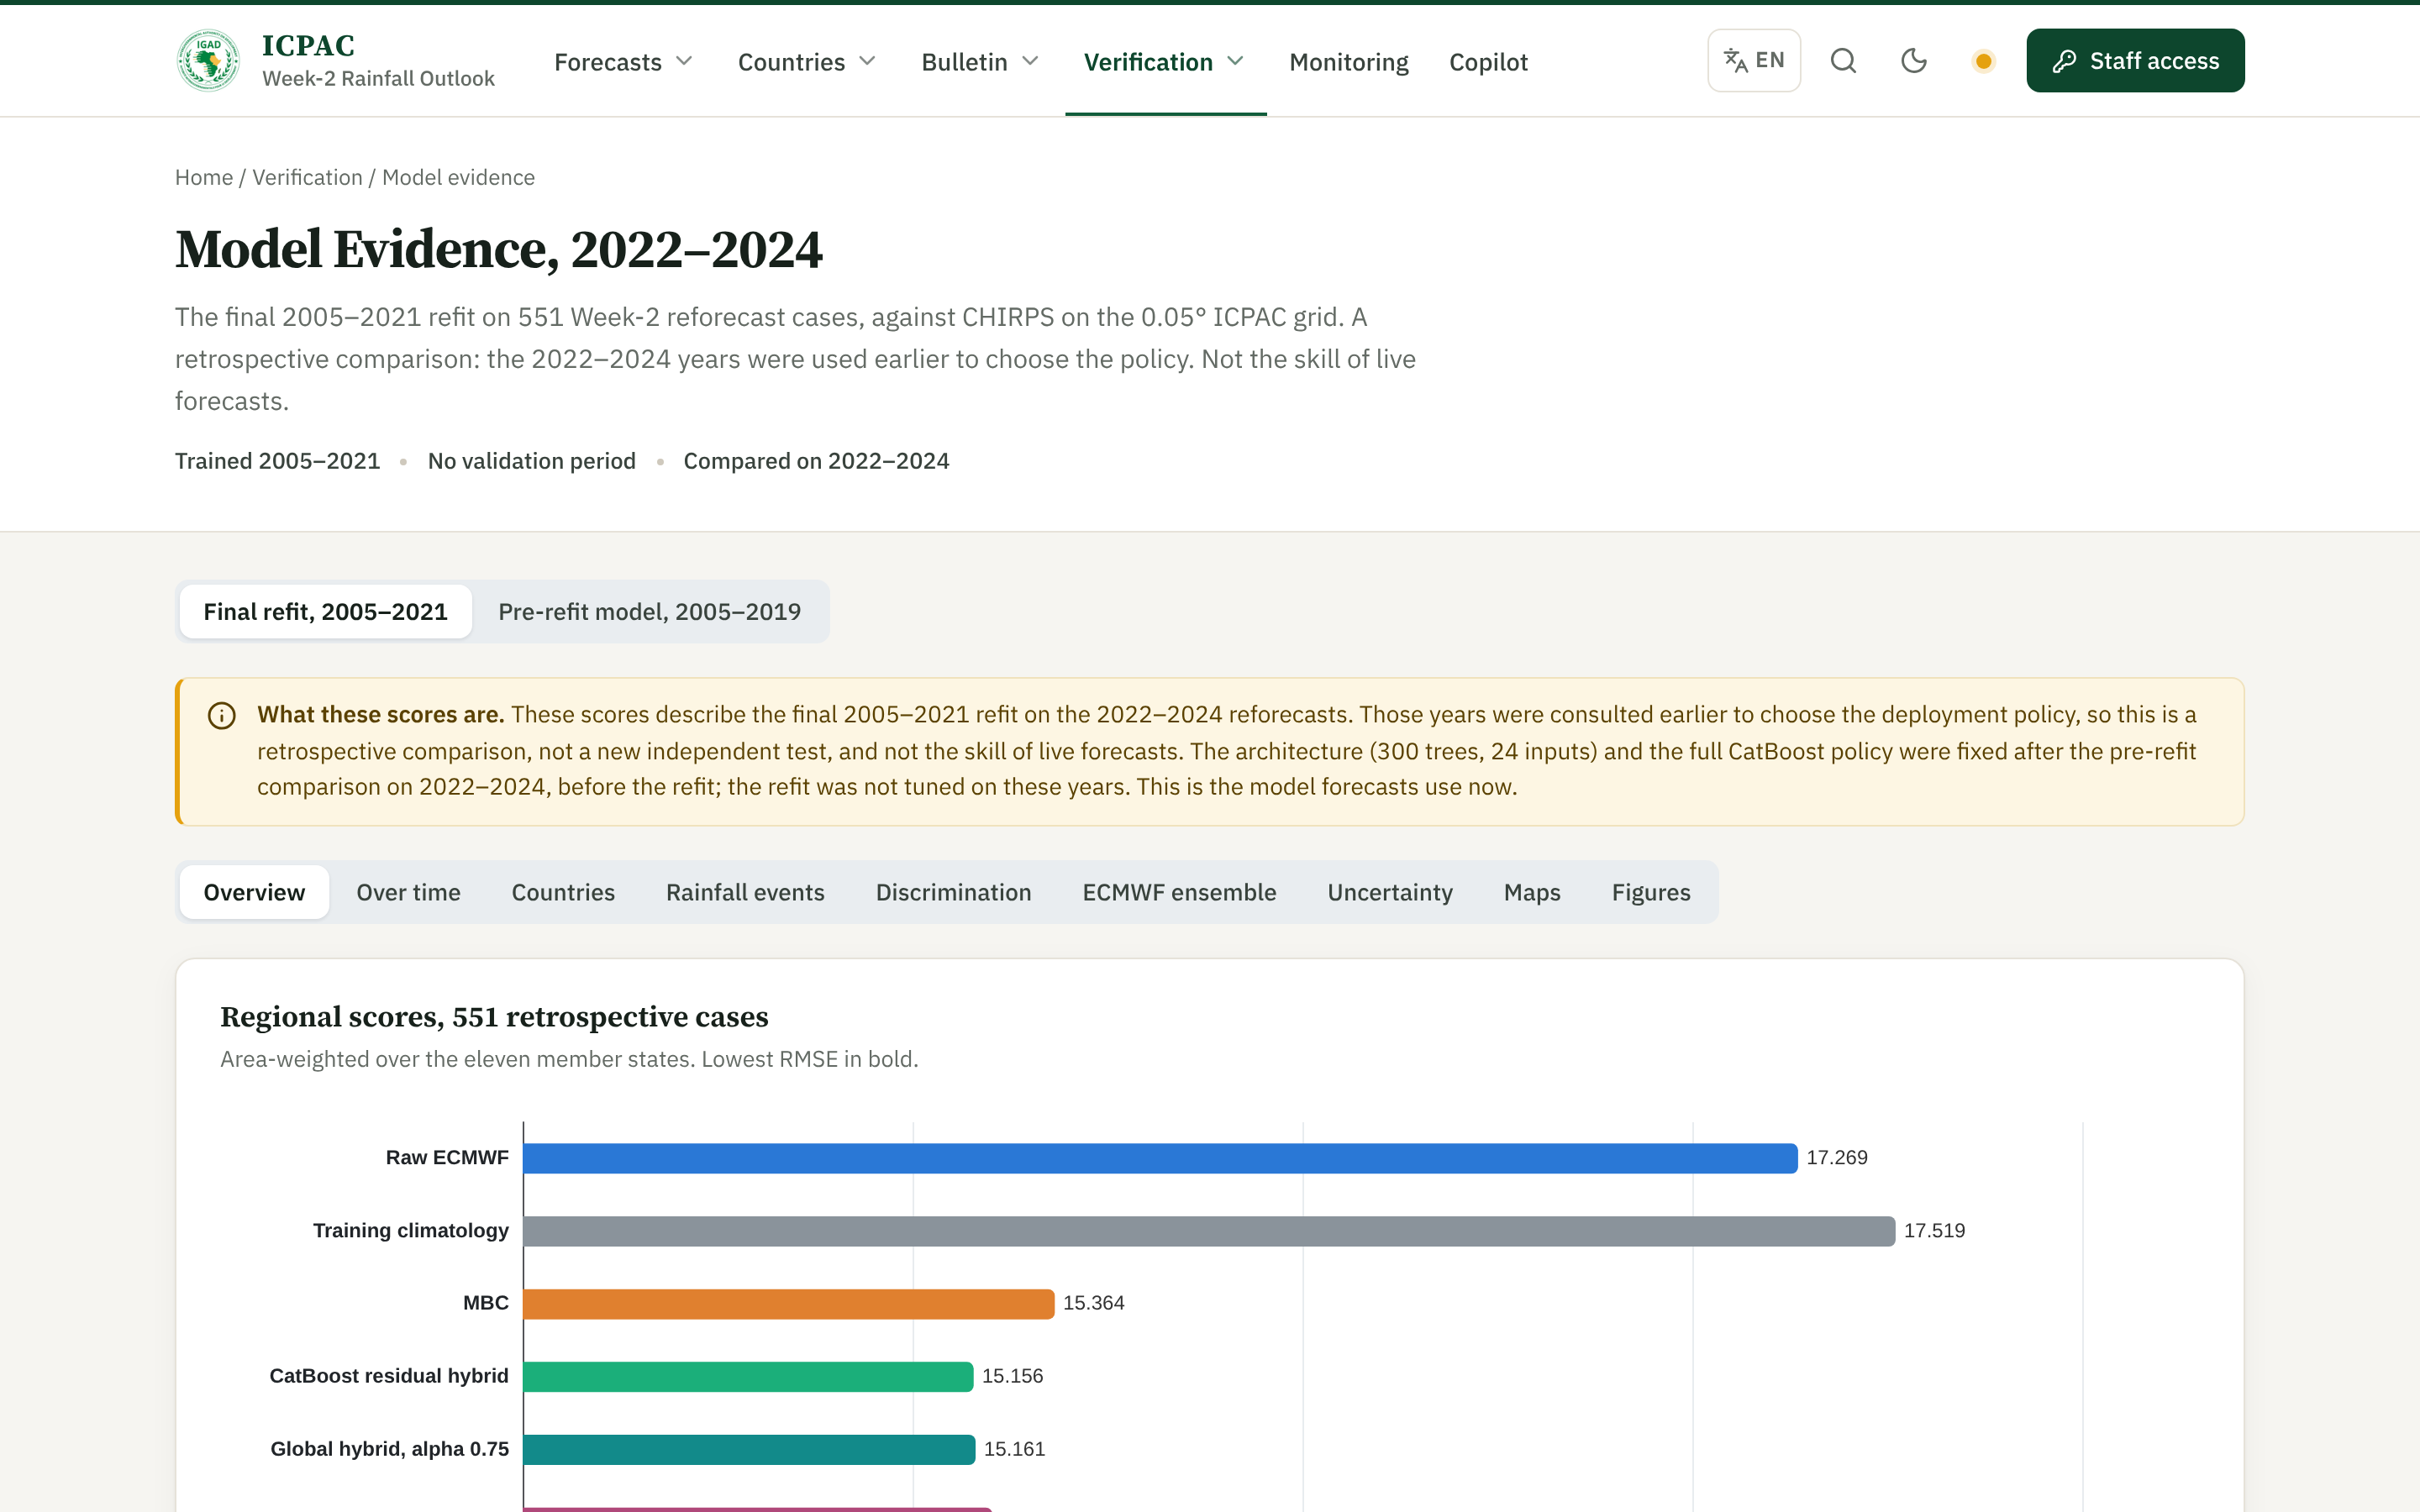 IGAD
ICPAC
Week-2 Rainfall Outlook
Forecasts
Countries
Bulletin
Verification
Monitoring
Copilot
EN
Staff access
Home / Verification / Model evidence
Model Evidence, 2022–2024
The final 2005–2021 refit on 551 Week-2 reforecast cases, against CHIRPS on the 0.05° ICPAC grid. A
retrospective comparison: the 2022–2024 years were used earlier to choose the policy. Not the skill of live
forecasts.
Trained 2005–2021 • No validation period • Compared on 2022–2024
Final refit, 2005–2021
Pre-refit model, 2005–2019
What these scores are. These scores describe the final 2005–2021 refit on the 2022–2024 reforecasts. Those years were consulted earlier to choose the deployment policy, so this is a
retrospective comparison, not a new independent test, and not the skill of live forecasts. The architecture (300 trees, 24 inputs) and the full CatBoost policy were fixed after the pre-refit
comparison on 2022–2024, before the refit; the refit was not tuned on these years. This is the model forecasts use now.
Overview
Over time
Countries
Rainfall events
Discrimination
ECMWF ensemble
Uncertainty
Maps
Figures
Regional scores, 551 retrospective cases
Area-weighted over the eleven member states. Lowest RMSE in bold.
Raw ECMWF 17.269
Training climatology 17.519
MBC 15.364
CatBoost residual hybrid 15.156
Global hybrid, alpha 0.75 15.161